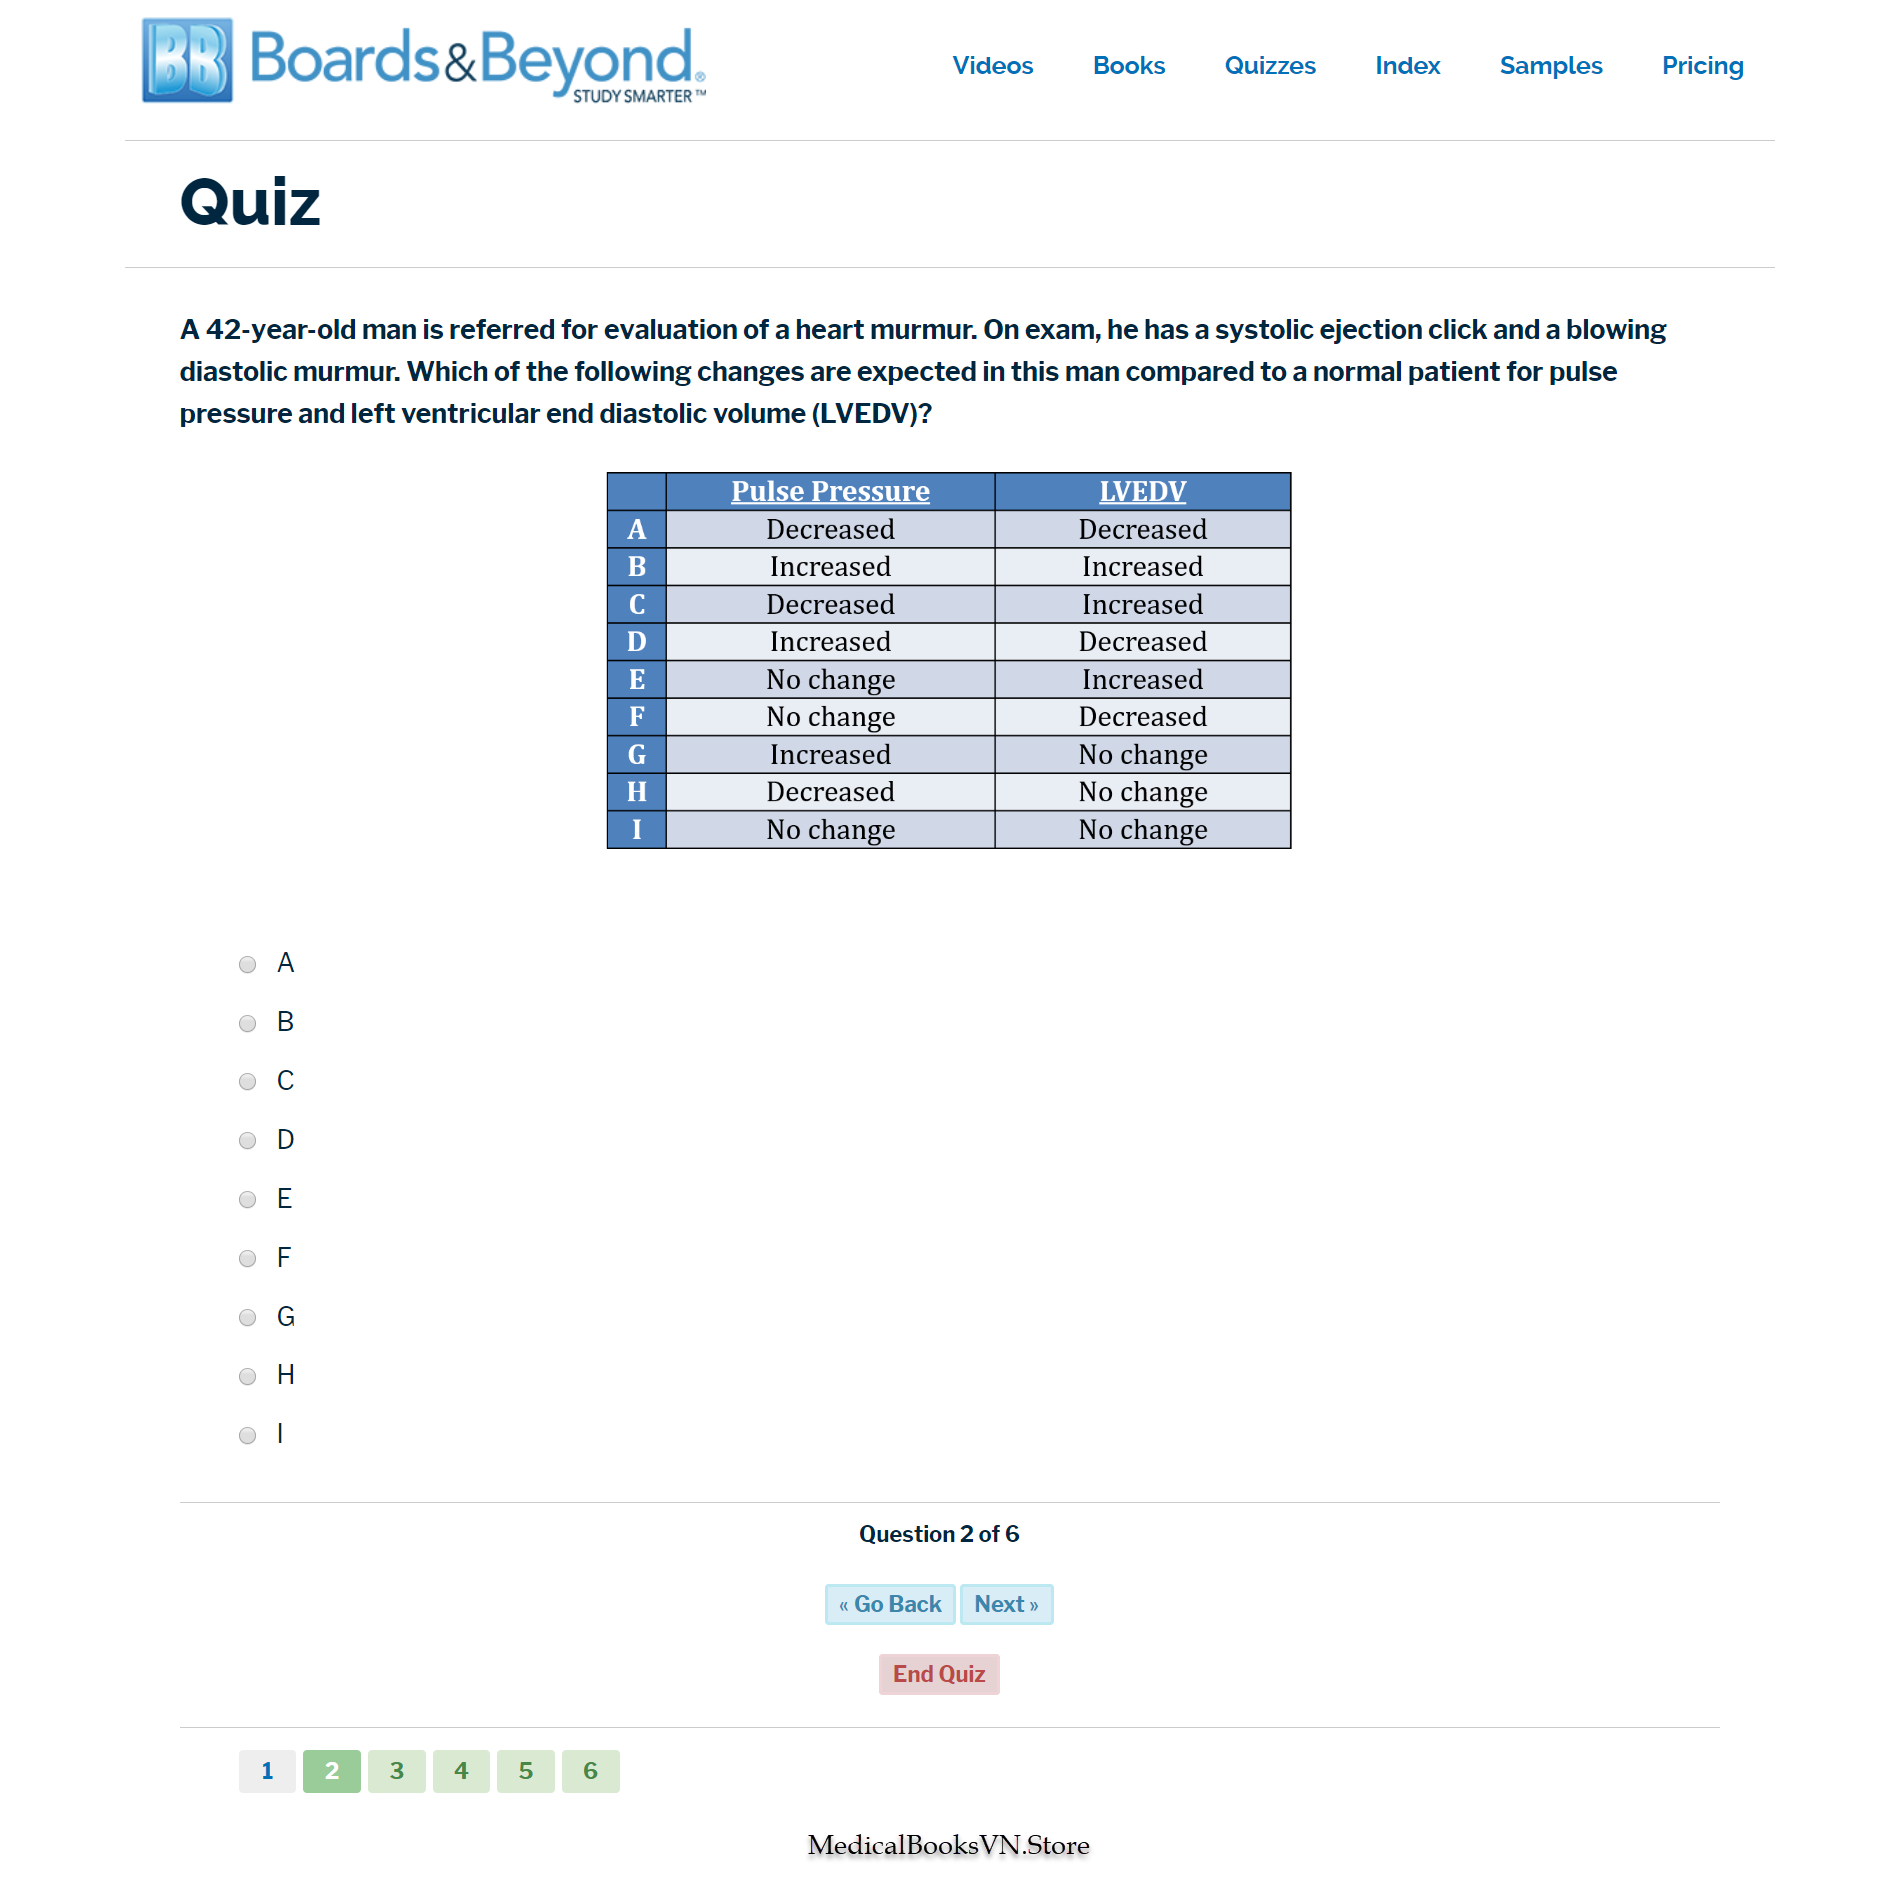 BB Boards&Beyond®
STUDY SMARTER™
Videos Books Quizzes Index Samples Pricing
Quiz
A 42-year-old man is referred for evaluation of a heart murmur. On exam, he has a systolic ejection click and a blowing
diastolic murmur. Which of the following changes are expected in this man compared to a normal patient for pulse
pressure and left ventricular end diastolic volume (LVEDV)?
Pulse Pressure LVEDV
A Decreased Decreased
B Increased Increased
C Decreased Increased
D Increased Decreased
E No change Increased
F No change Decreased
G Increased No change
H Decreased No change
I No change No change
A
B
C
D
E
F
G
H
I
Question 2 of 6
« Go Back Next »
End Quiz
1 2 3 4 5 6
MedicalBooksVN.Store